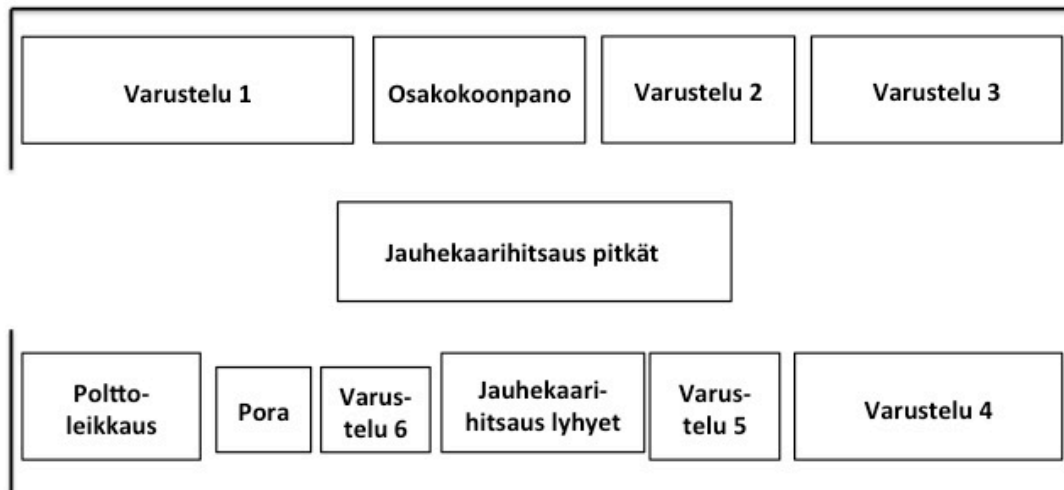 Varustelu 1
Osakokoonpano
Varustelu 2
Varustelu 3
Jauhekaarihitsaus pitkät
Poltto-
leikkaus
Pora
Varus-
telu 6
Jauhekaari-
hitsaus lyhyet
Varus-
telu 5
Varustelu 4